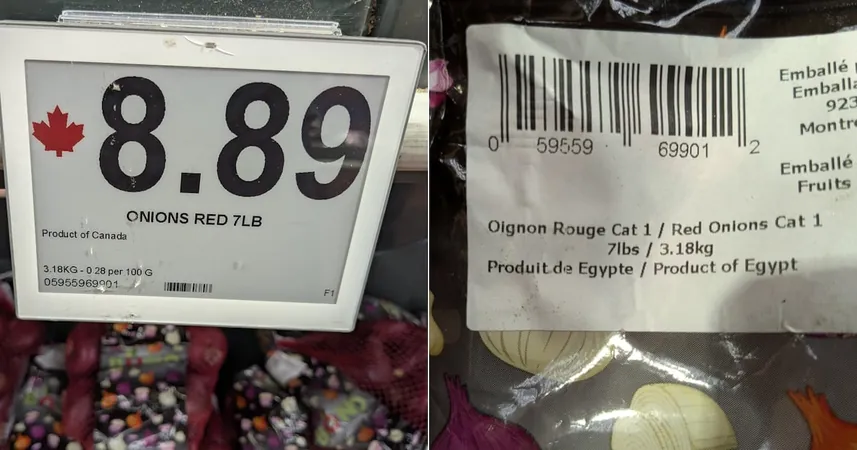 8.89
ONIONS RED 7LB
Product of Canada
3.18KG - 0.28 per 100 G
05955969901
F1
0 59559 69901 2
Emballé
Emballa
923
Montre
Emballé
Fruits
Oignon Rouge Cat 1 / Red Onions Cat 1
7lbs / 3.18kg
Produit de Egypte / Product of Egypt